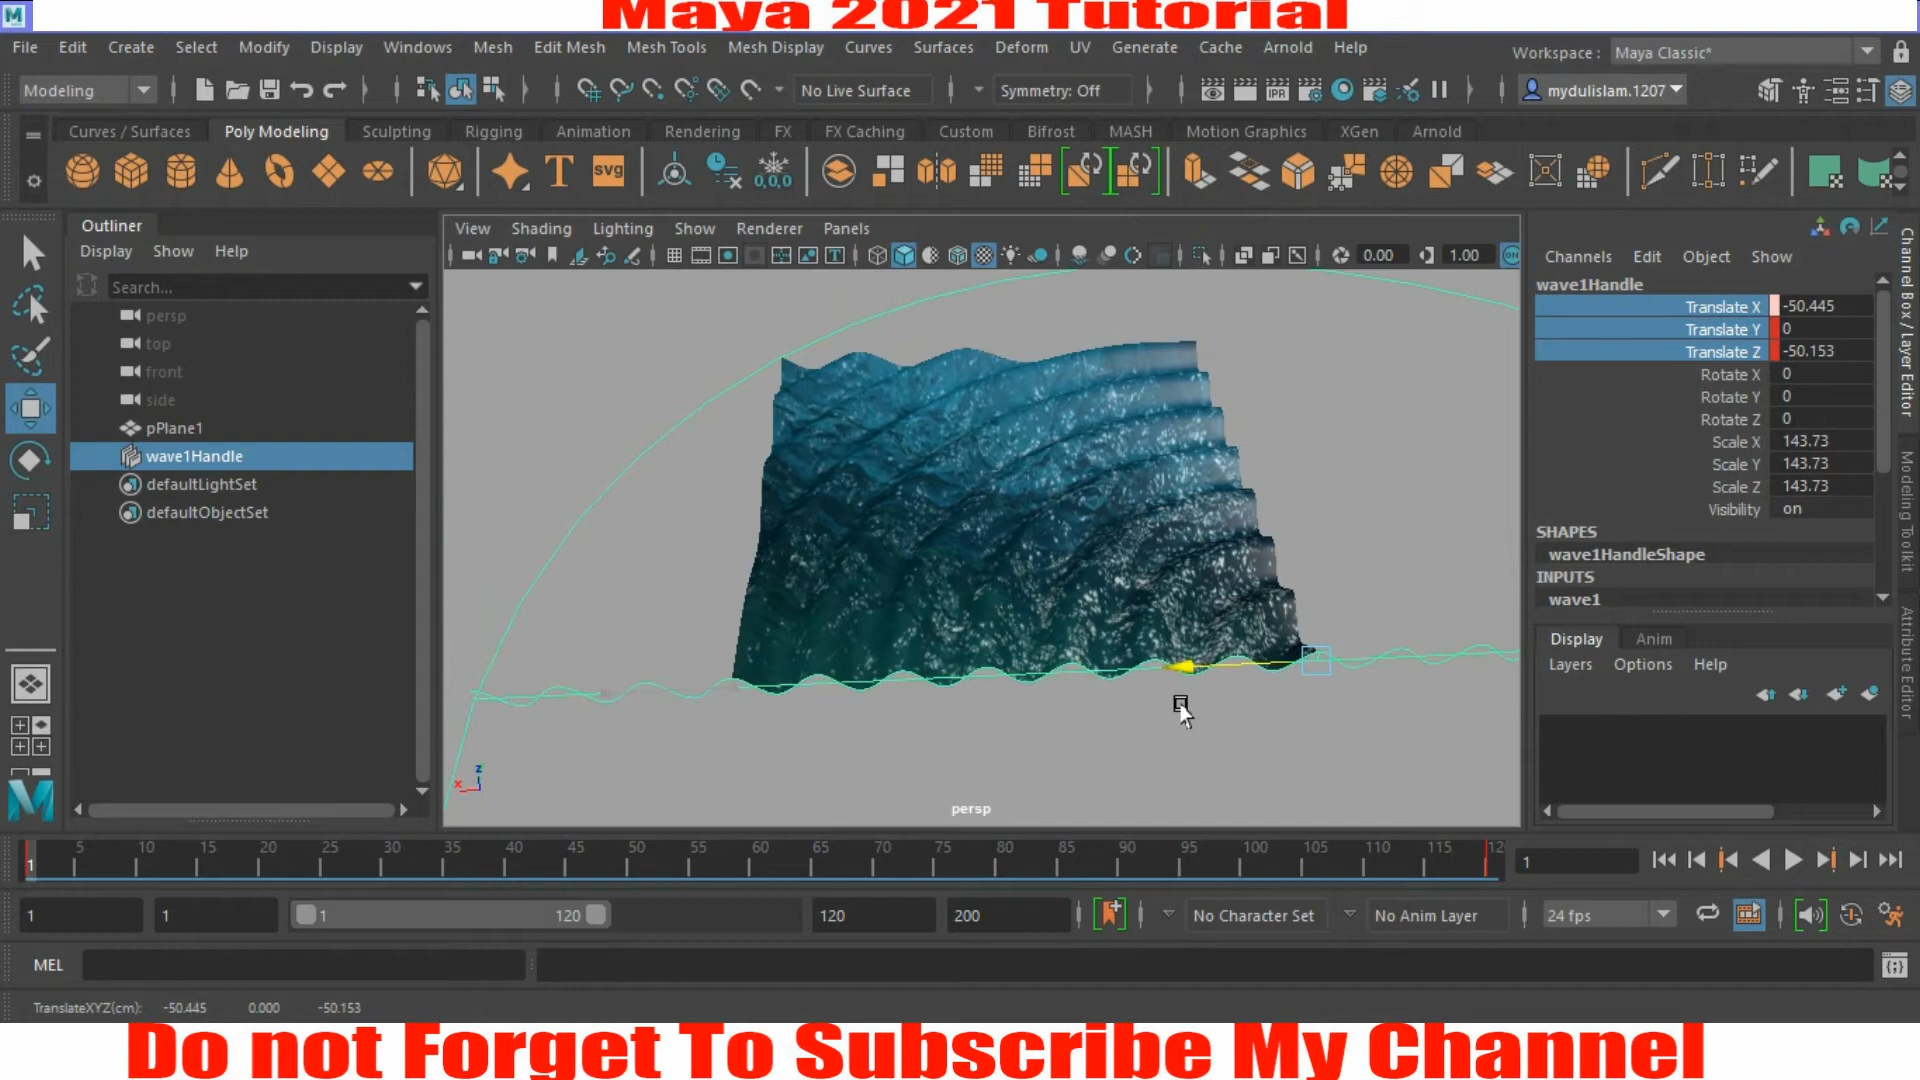 Maya 2021 Tutorial
File Edit Create Select Modify Display Windows Mesh Edit Mesh Mesh Tools Mesh Display Curves Surfaces Deform UV Generate Cache Arnold Help
Workspace : Maya Classic*
Modeling No Live Surface Symmetry: Off mydulislam.1207
Curves / Surfaces Poly Modeling Sculpting Rigging Animation Rendering FX FX Caching Custom Bifrost MASH Motion Graphics XGen Arnold
T svg 0,0,0
Outliner
Display Show Help
Search...
persp
top
front
side
pPlane1
wave1Handle
defaultLightSet
defaultObjectSet
View Shading Lighting Show Renderer Panels
0.00 1.00
persp
z
x
Channels Edit Object Show
wave1Handle
Translate X -50.445
Translate Y 0
Translate Z -50.153
Rotate X 0
Rotate Y 0
Rotate Z 0
Scale X 143.73
Scale Y 143.73
Scale Z 143.73
Visibility on
SHAPES
wave1HandleShape
INPUTS
wave1
Display Anim
Layers Options Help
Channel Box / Layer Editor
Modeling Toolkit
Attribute Editor
1 5 10 15 20 25 30 35 40 45 50 55 60 65 70 75 80 85 90 95 100 105 110 115 12
1
1 1 1 120 120 200 No Character Set No Anim Layer 24 fps
MEL
TranslateXYZ(cm): -50.445 0.000 -50.153
Do not Forget To Subscribe My Channel